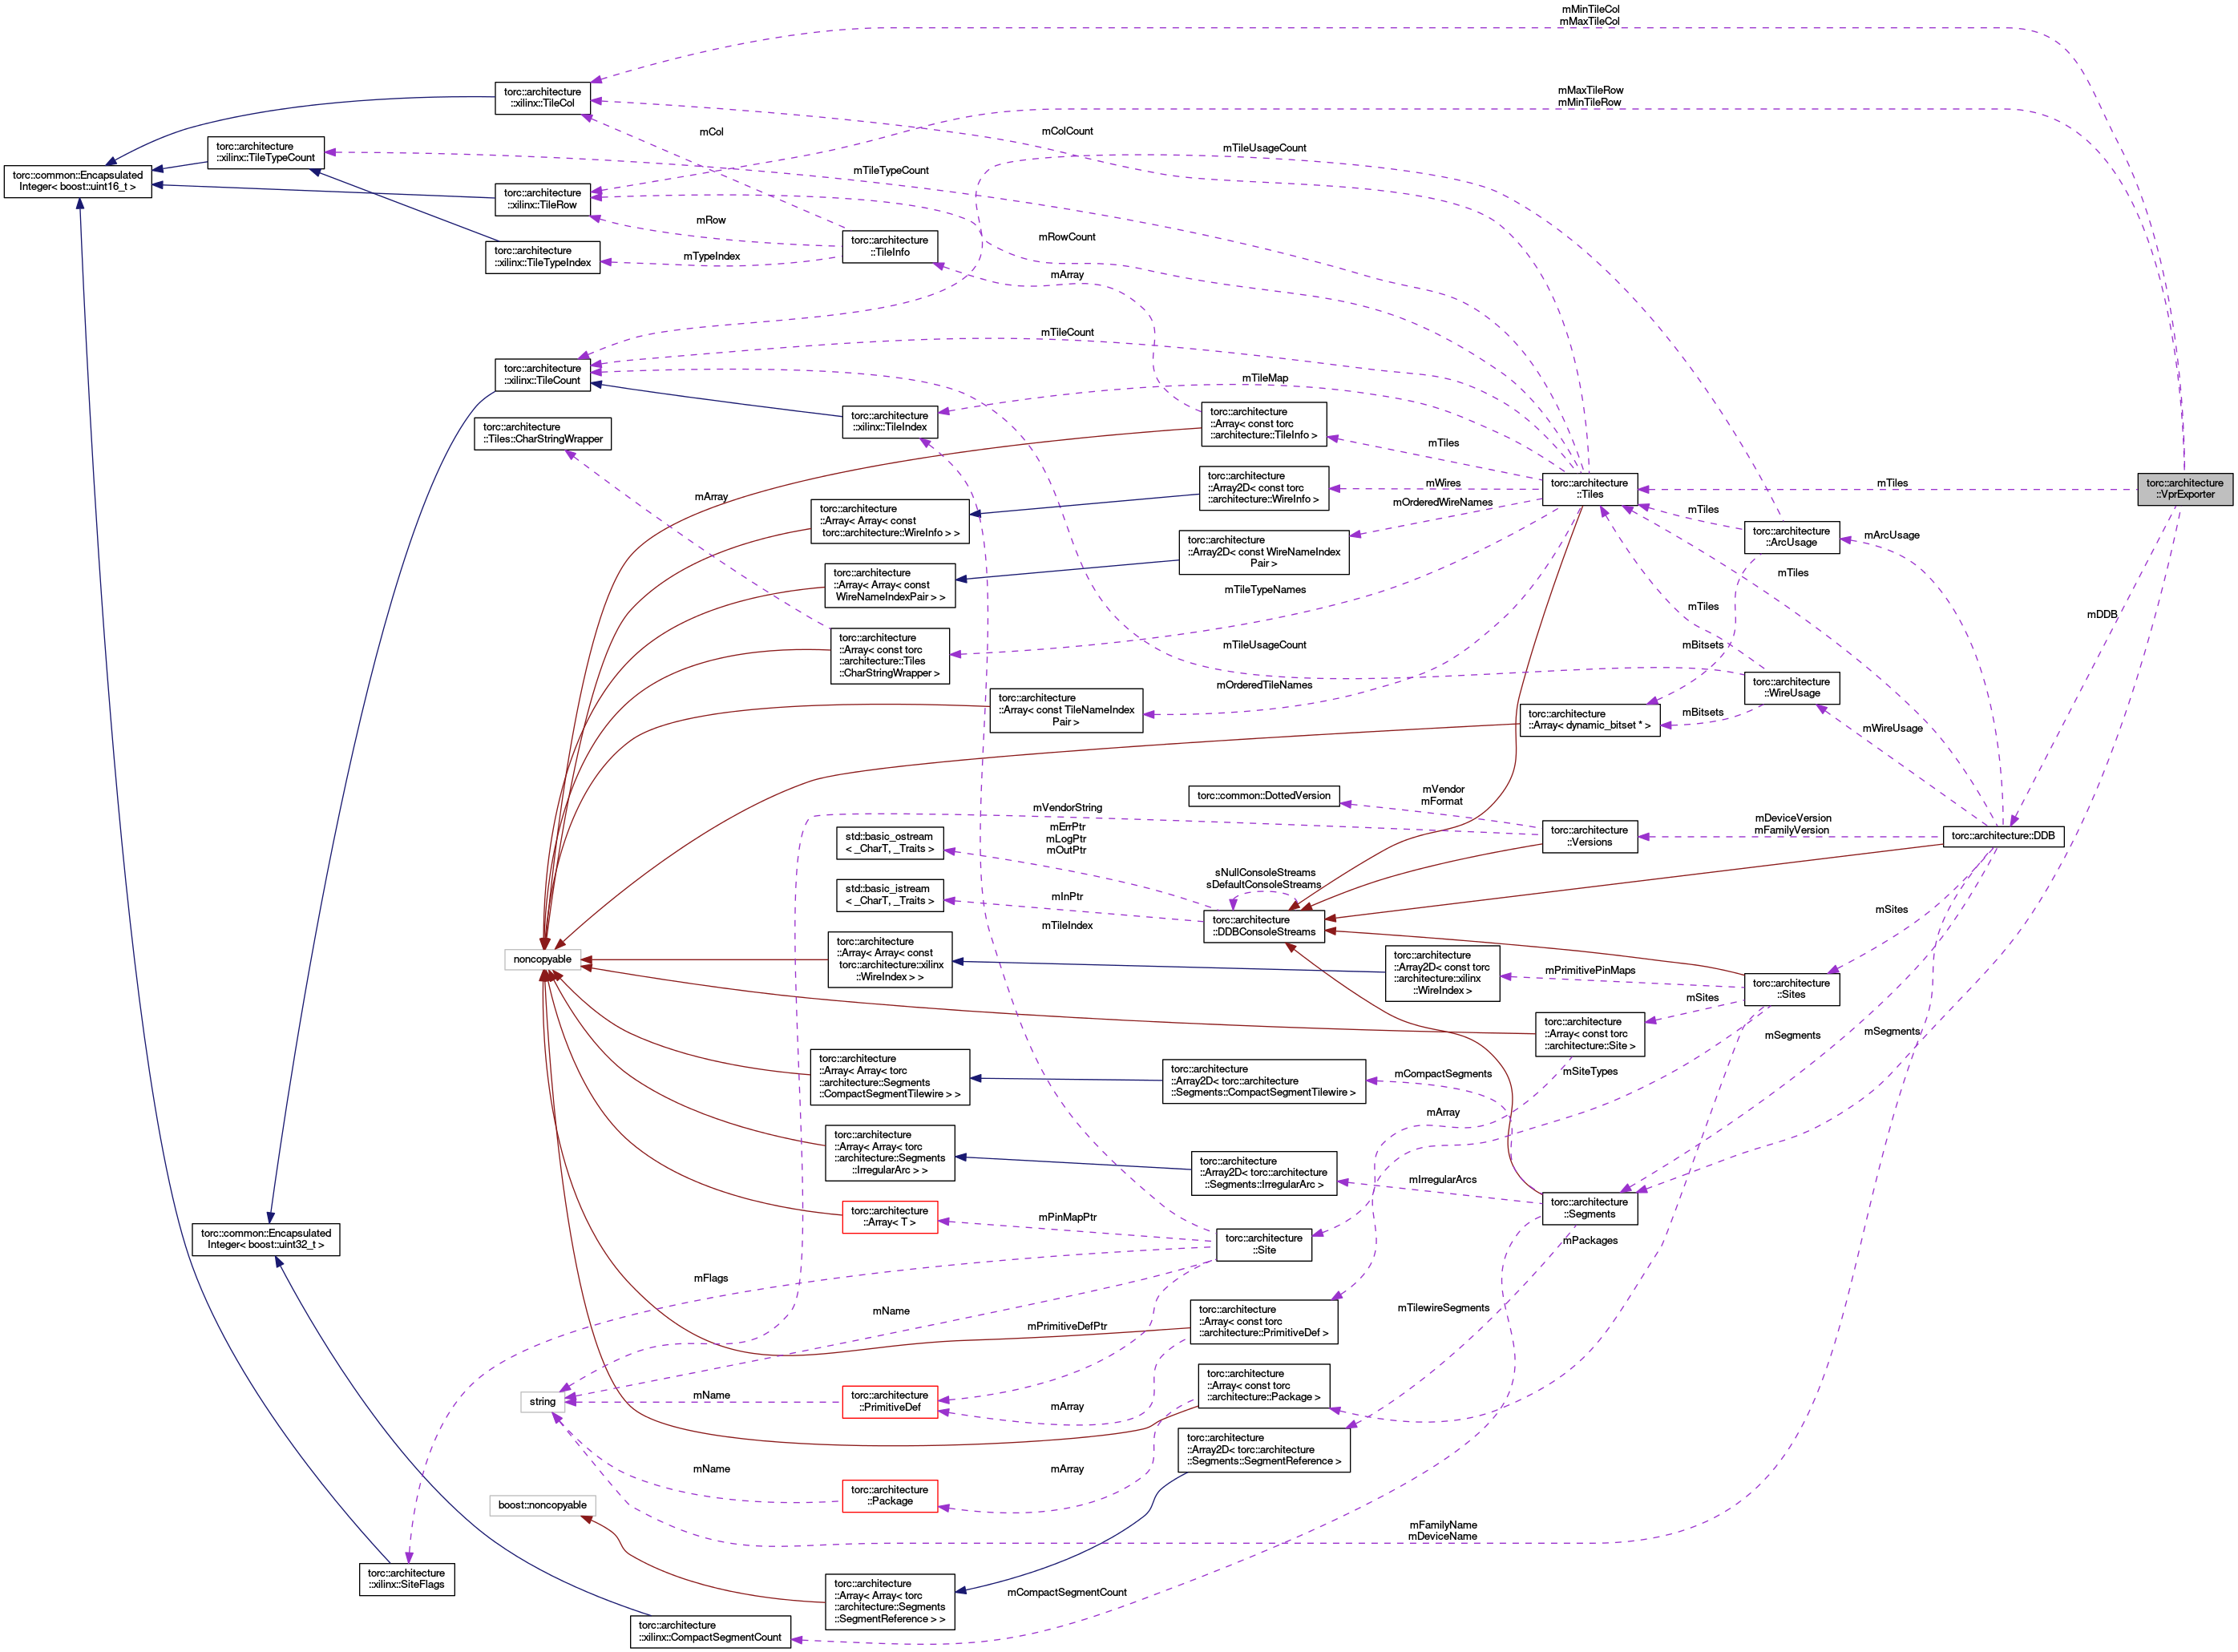 mMinTileCol
mMaxTileCol
torc::architecture
::xilinx::TileCol
mMaxTileRow
mMinTileRow
mCol
mColCount
mTileUsageCount
torc::architecture
::xilinx::TileTypeCount
torc::common::Encapsulated
Integer< boost::uint16_t >
mTileTypeCount
torc::architecture
::xilinx::TileRow
mRow
torc::architecture
::TileInfo
mRowCount
torc::architecture
::xilinx::TileTypeIndex
mTypeIndex
mArray
mTileCount
torc::architecture
::xilinx::TileCount
mTileMap
torc::architecture
::xilinx::TileIndex
torc::architecture
::Array< const torc
::architecture::TileInfo >
torc::architecture
::Tiles::CharStringWrapper
mTiles
mArray
torc::architecture
::Array2D< const torc
::architecture::WireInfo >
mWires
torc::architecture
::Tiles
mTiles
torc::architecture
::VprExporter
mOrderedWireNames
torc::architecture
::Array< Array< const
torc::architecture::WireInfo > >
mTiles
torc::architecture
::ArcUsage
mArcUsage
torc::architecture
::Array2D< const WireNameIndex
Pair >
mTiles
torc::architecture
::Array< Array< const
WireNameIndexPair > >
mTileTypeNames
mTiles
mDDB
torc::architecture
::Array< const torc
::architecture::Tiles
::CharStringWrapper >
mTileUsageCount
mBitsets
mOrderedTileNames
torc::architecture
::WireUsage
torc::architecture
::Array< const TileNameIndex
Pair >
torc::architecture
::Array< dynamic_bitset * >
mBitsets
mWireUsage
torc::common::DottedVersion
mVendor
mFormat
mVendorString
mErrPtr
mLogPtr
mOutPtr
std::basic_ostream
< _CharT, _Traits >
torc::architecture
::Versions
mDeviceVersion
mFamilyVersion
torc::architecture::DDB
sNullConsoleStreams
sDefaultConsoleStreams
std::basic_istream
< _CharT, _Traits >
mInPtr
torc::architecture
::DDBConsoleStreams
mTileIndex
mSites
noncopyable
torc::architecture
::Array< Array< const
torc::architecture::xilinx
::WireIndex > >
torc::architecture
::Array2D< const torc
::architecture::xilinx
::WireIndex >
mPrimitivePinMaps
torc::architecture
::Sites
mSites
torc::architecture
::Array< const torc
::architecture::Site >
mSegments
mSegments
torc::architecture
::Array< Array< torc
::architecture::Segments
::CompactSegmentTilewire > >
torc::architecture
::Array2D< torc::architecture
::Segments::CompactSegmentTilewire >
mCompactSegments
mSiteTypes
mArray
torc::architecture
::Array< Array< torc
::architecture::Segments
::IrregularArc > >
torc::architecture
::Array2D< torc::architecture
::Segments::IrregularArc >
mIrregularArcs
torc::architecture
::Segments
torc::architecture
::Array< T >
mPinMapPtr
torc::common::Encapsulated
Integer< boost::uint32_t >
torc::architecture
::Site
mPackages
mFlags
mName
mTilewireSegments
mPrimitiveDefPtr
torc::architecture
::Array< const torc
::architecture::PrimitiveDef >
string
mName
torc::architecture
::PrimitiveDef
mArray
torc::architecture
::Array< const torc
::architecture::Package >
torc::architecture
::Array2D< torc::architecture
::Segments::SegmentReference >
mName
mArray
torc::architecture
::Package
boost::noncopyable
mFamilyName
mDeviceName
torc::architecture
::xilinx::SiteFlags
torc::architecture
::Array< Array< torc
::architecture::Segments
::SegmentReference > >
mCompactSegmentCount
torc::architecture
::xilinx::CompactSegmentCount